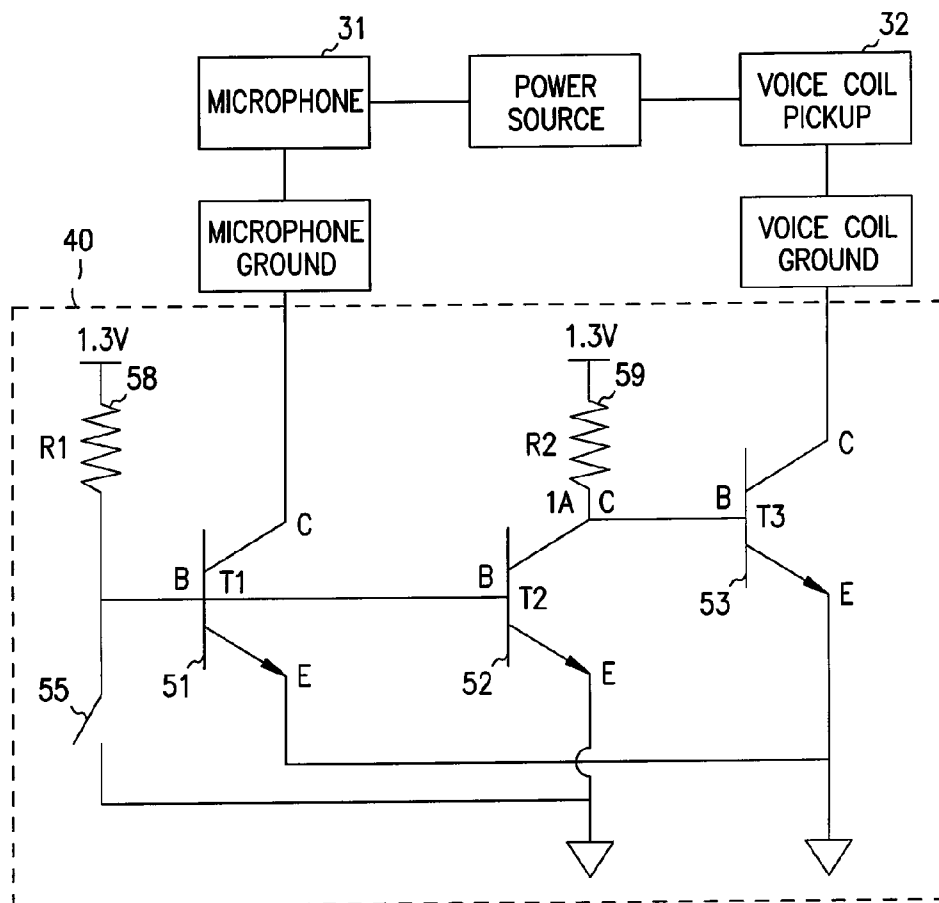 31
32
MICROPHONE
POWER
SOURCE
VOICE COIL
PICKUP
MICROPHONE
GROUND
VOICE COIL
GROUND
40
1.3V
58
R1
1.3V
59
R2
1A
C
C
B
T3
53
E
C
B
T1
51
E
B
T2
52
E
55